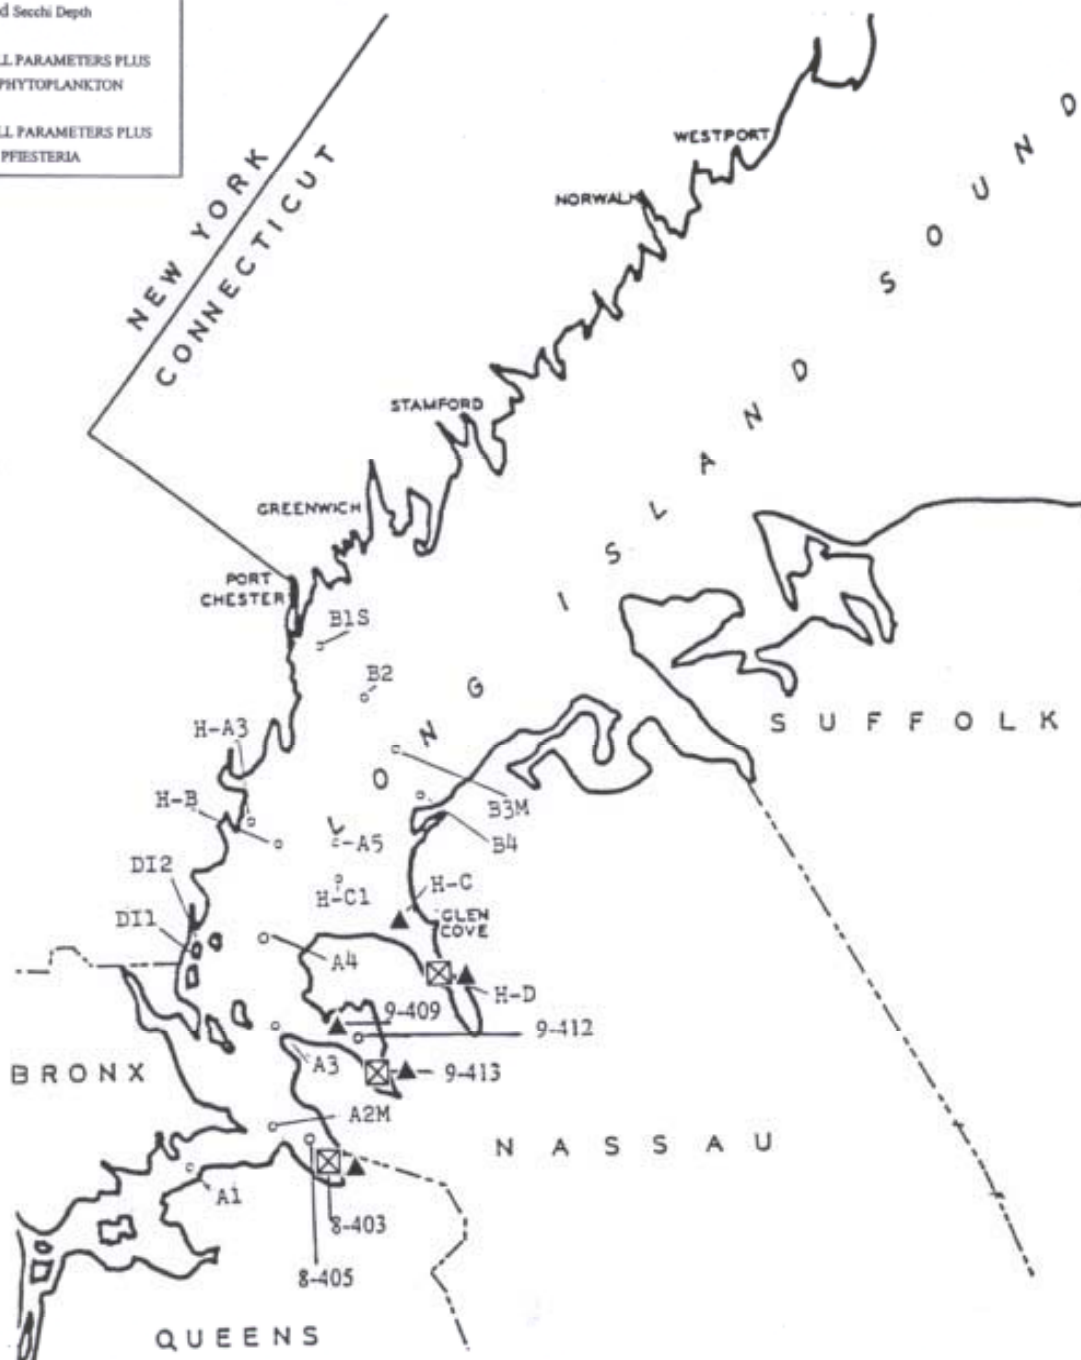 d Secchi Depth
LL PARAMETERS PLUS
PHYTOPLANKTON
LL PARAMETERS PLUS
PFIESTERIA
NEW YORK
CONNECTICUT
WESTPORT
NORWALK
STAMFORD
GREENWICH
PORT
CHESTER
LONG ISLAND SOUND
B1S
B2
H-A3
H-B
B3M
B4
A5
DI2
H-C1
H-C
DI1
GLEN
COVE
A4
H-D
9-409
9-412
A3
9-413
A2M
A1
8-403
8-405
SUFFOLK
BRONX
NASSAU
QUEENS